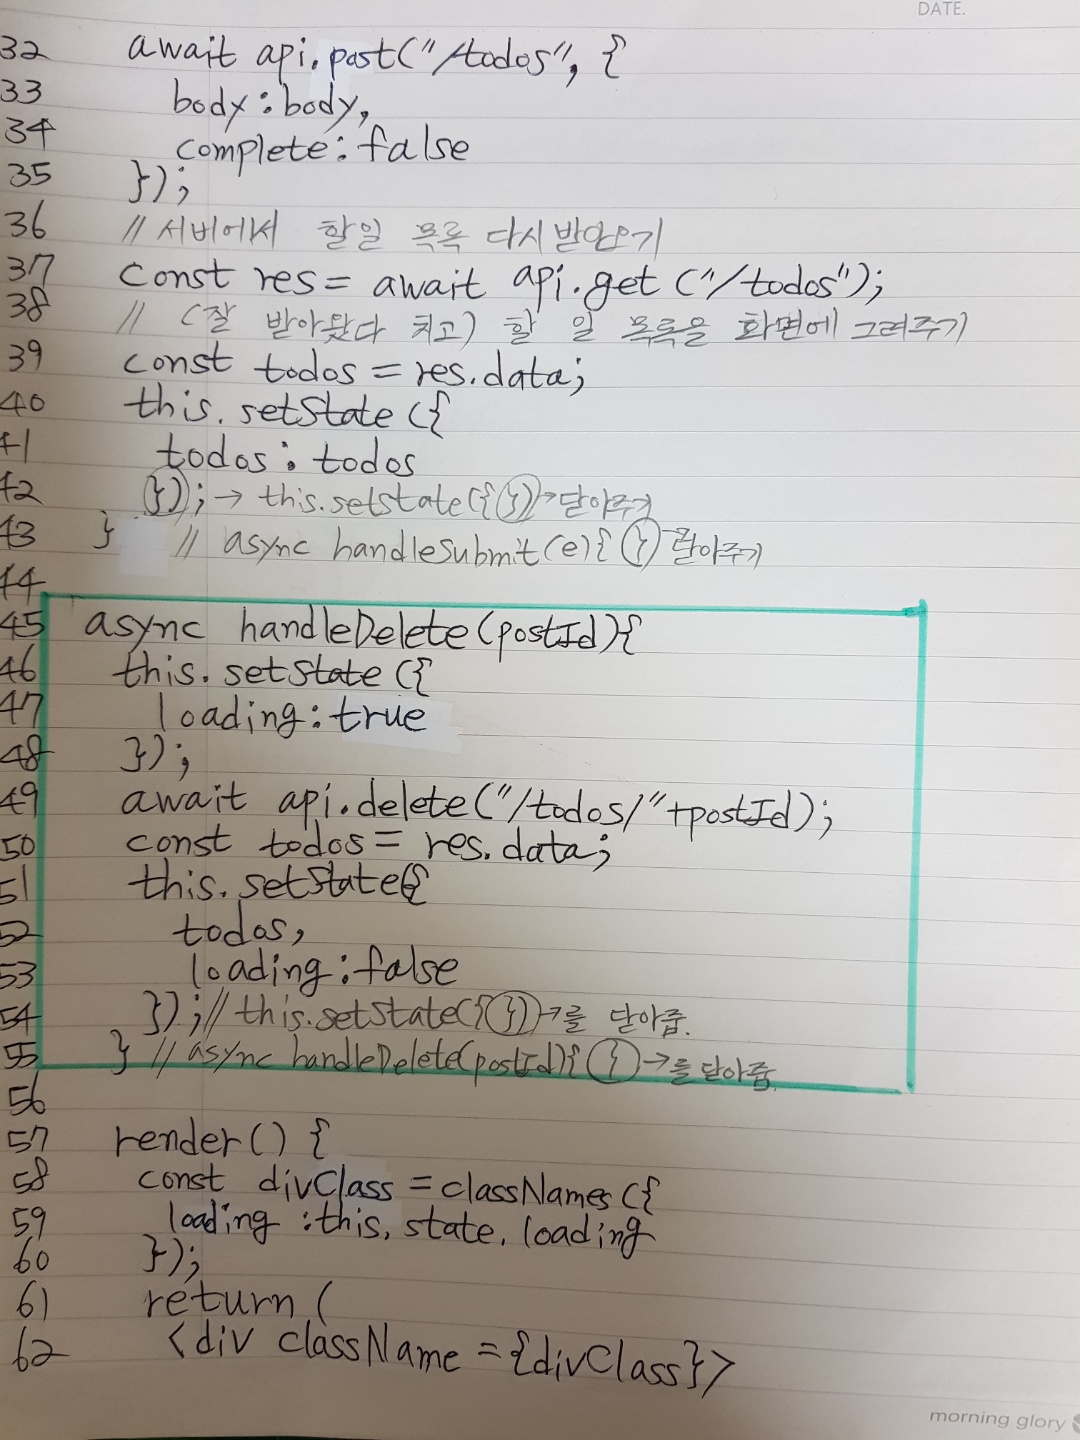 DATE.
32 await api.post("/todos", {
33 body:body,
34 complete:false
35 });
36 // 서버에서 할일 목록 다시 받아오기
37 const res = await api.get ("/todos");
38 // (잘 받아왔다 치고) 할 일 목록을 화면에 그려주기
39 const todos = res.data;
40 this.setState ({
41 todos: todos
42 }); → this.setState({ }) → 닫아주기
43 } // async handleSubmit(e){ } 닫아주기
44
45 async handleDelete(postId){
46 this.setState ({
47 loading:true
48 });
49 await api.delete("/todos/"+postId);
50 const todos = res.data;
51 this.setState({
52 todos,
53 loading:false
54 }); // this.setState({ }) →를 닫아줌.
55 } // async handleDelete(postId){ } →를 닫아줌
56
57 render() {
58 const divClass = classNames ({
59 loading :this.state.loading
60 });
61 return (
62 <div className = {divClass}>
morning glory